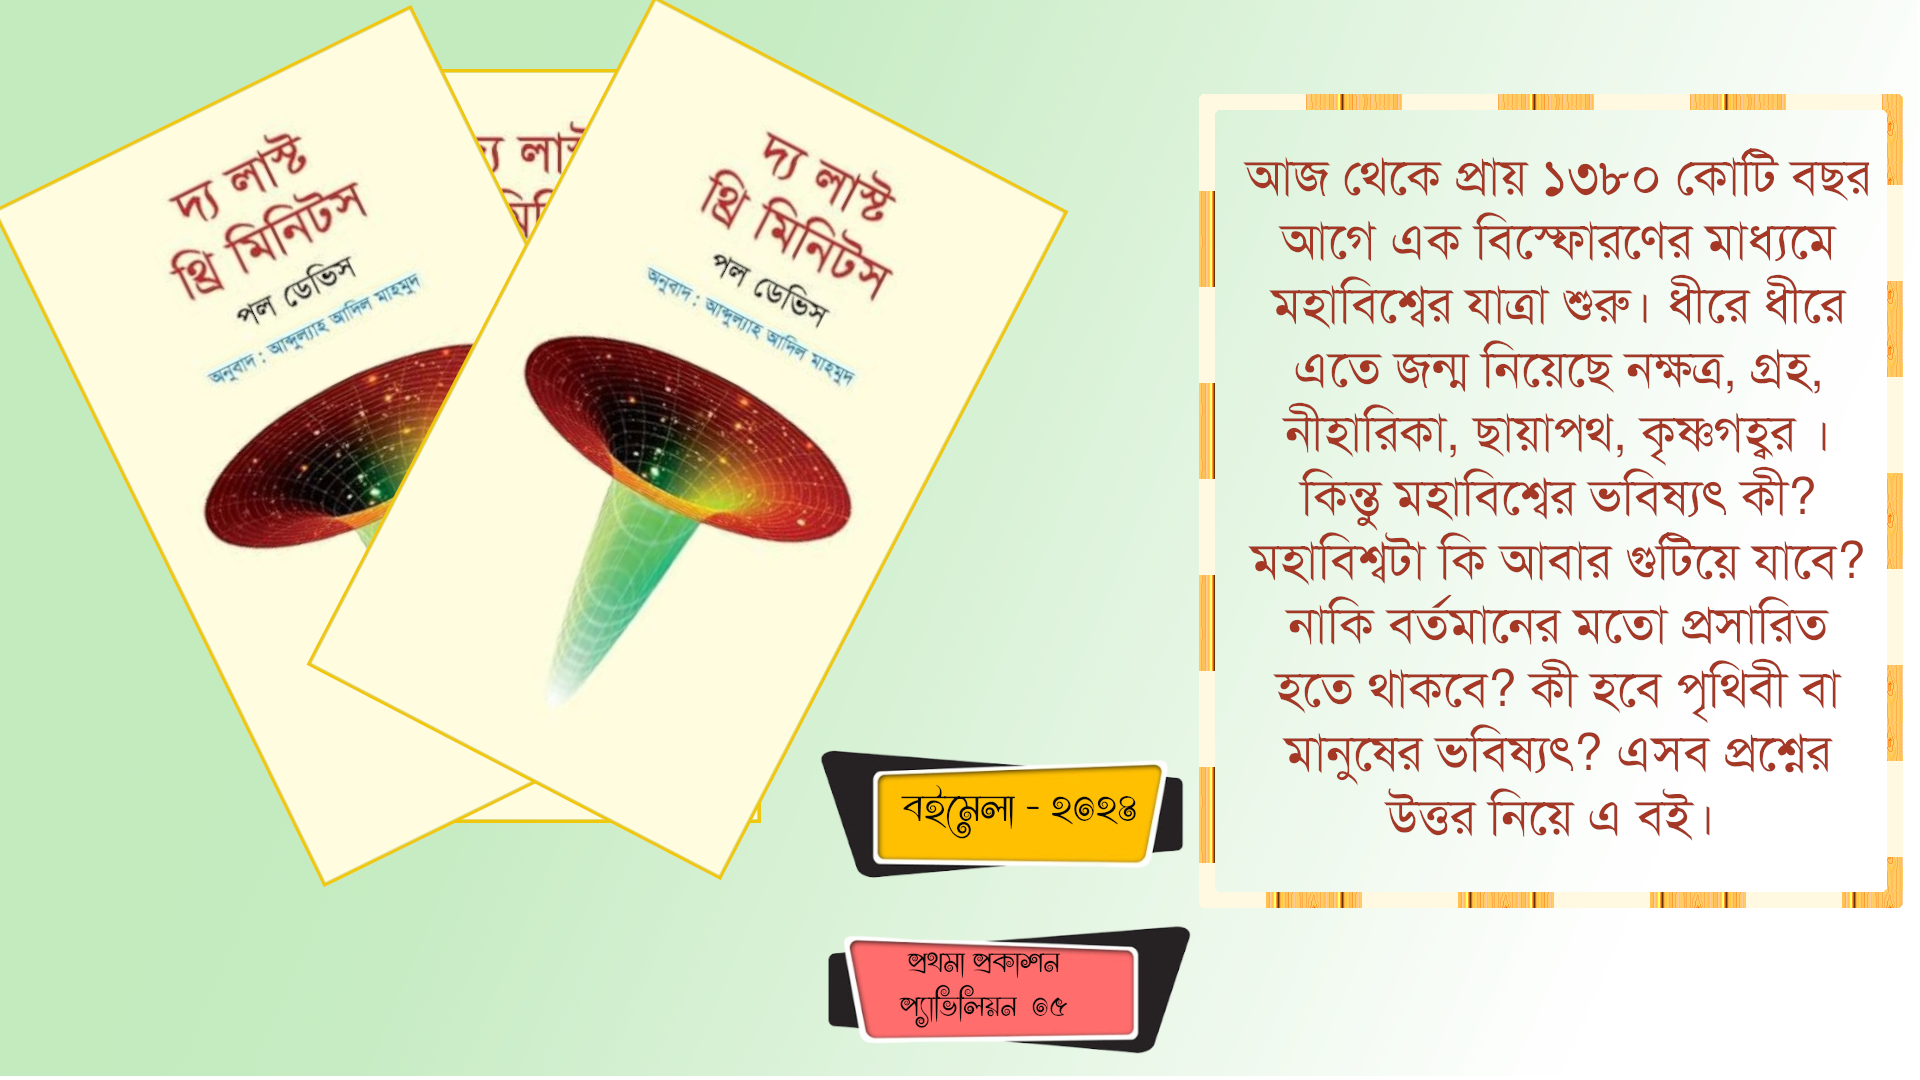 দ্য লাস্ট
থ্রি মিনিটস
পল ডেভিস
অনুবাদ : আব্দুল্যাহ আদিল মাহমুদ
দ্য লাস্ট
থ্রি মিনিটস
পল ডেভিস
অনুবাদ : আব্দুল্যাহ আদিল মাহমুদ
আজ থেকে প্রায় ১৩৮০ কোটি বছর
আগে এক বিস্ফোরণের মাধ্যমে
মহাবিশ্বের যাত্রা শুরু। ধীরে ধীরে
এতে জন্ম নিয়েছে নক্ষত্র, গ্রহ,
নীহারিকা, ছায়াপথ, কৃষ্ণগহ্বর ।
কিন্তু মহাবিশ্বের ভবিষ্যৎ কী?
মহাবিশ্বটা কি আবার গুটিয়ে যাবে?
নাকি বর্তমানের মতো প্রসারিত
হতে থাকবে? কী হবে পৃথিবী বা
মানুষের ভবিষ্যৎ? এসব প্রশ্নের
উত্তর নিয়ে এ বই।
বইমেলা - ২০২৪
প্রথমা প্রকাশন
প্যাভিলিয়ন ০৫